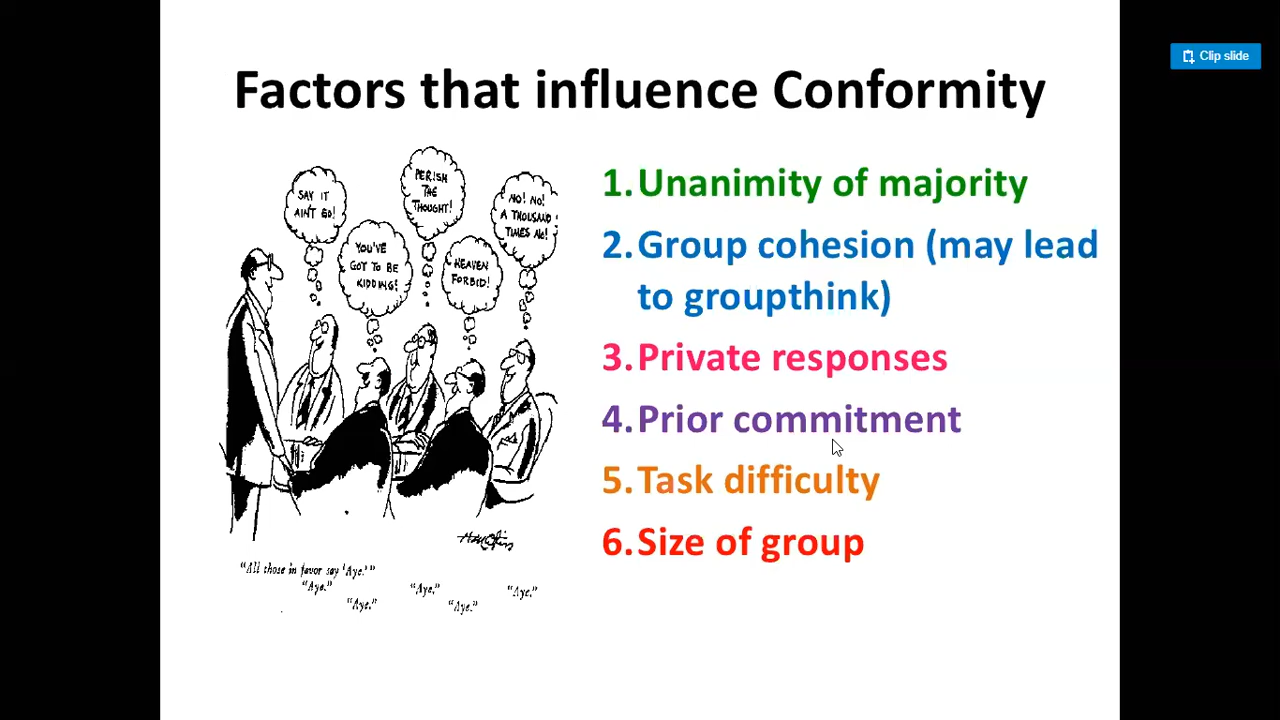 Clip slide
Factors that influence Conformity
SAY IT
AIN'T SO!
YOU'VE
GOT TO BE
KIDDING!
PERISH
THE
THOUGHT!
HEAVEN
FORBID!
NO! NO!
A THOUSAND
TIMES NO!
"All those in favor say 'Aye.'"
"Aye."
"Aye."
"Aye."
"Aye."
"Aye."
1. Unanimity of majority
2. Group cohesion (may lead
to groupthink)
3. Private responses
4. Prior commitment
5. Task difficulty
6. Size of group